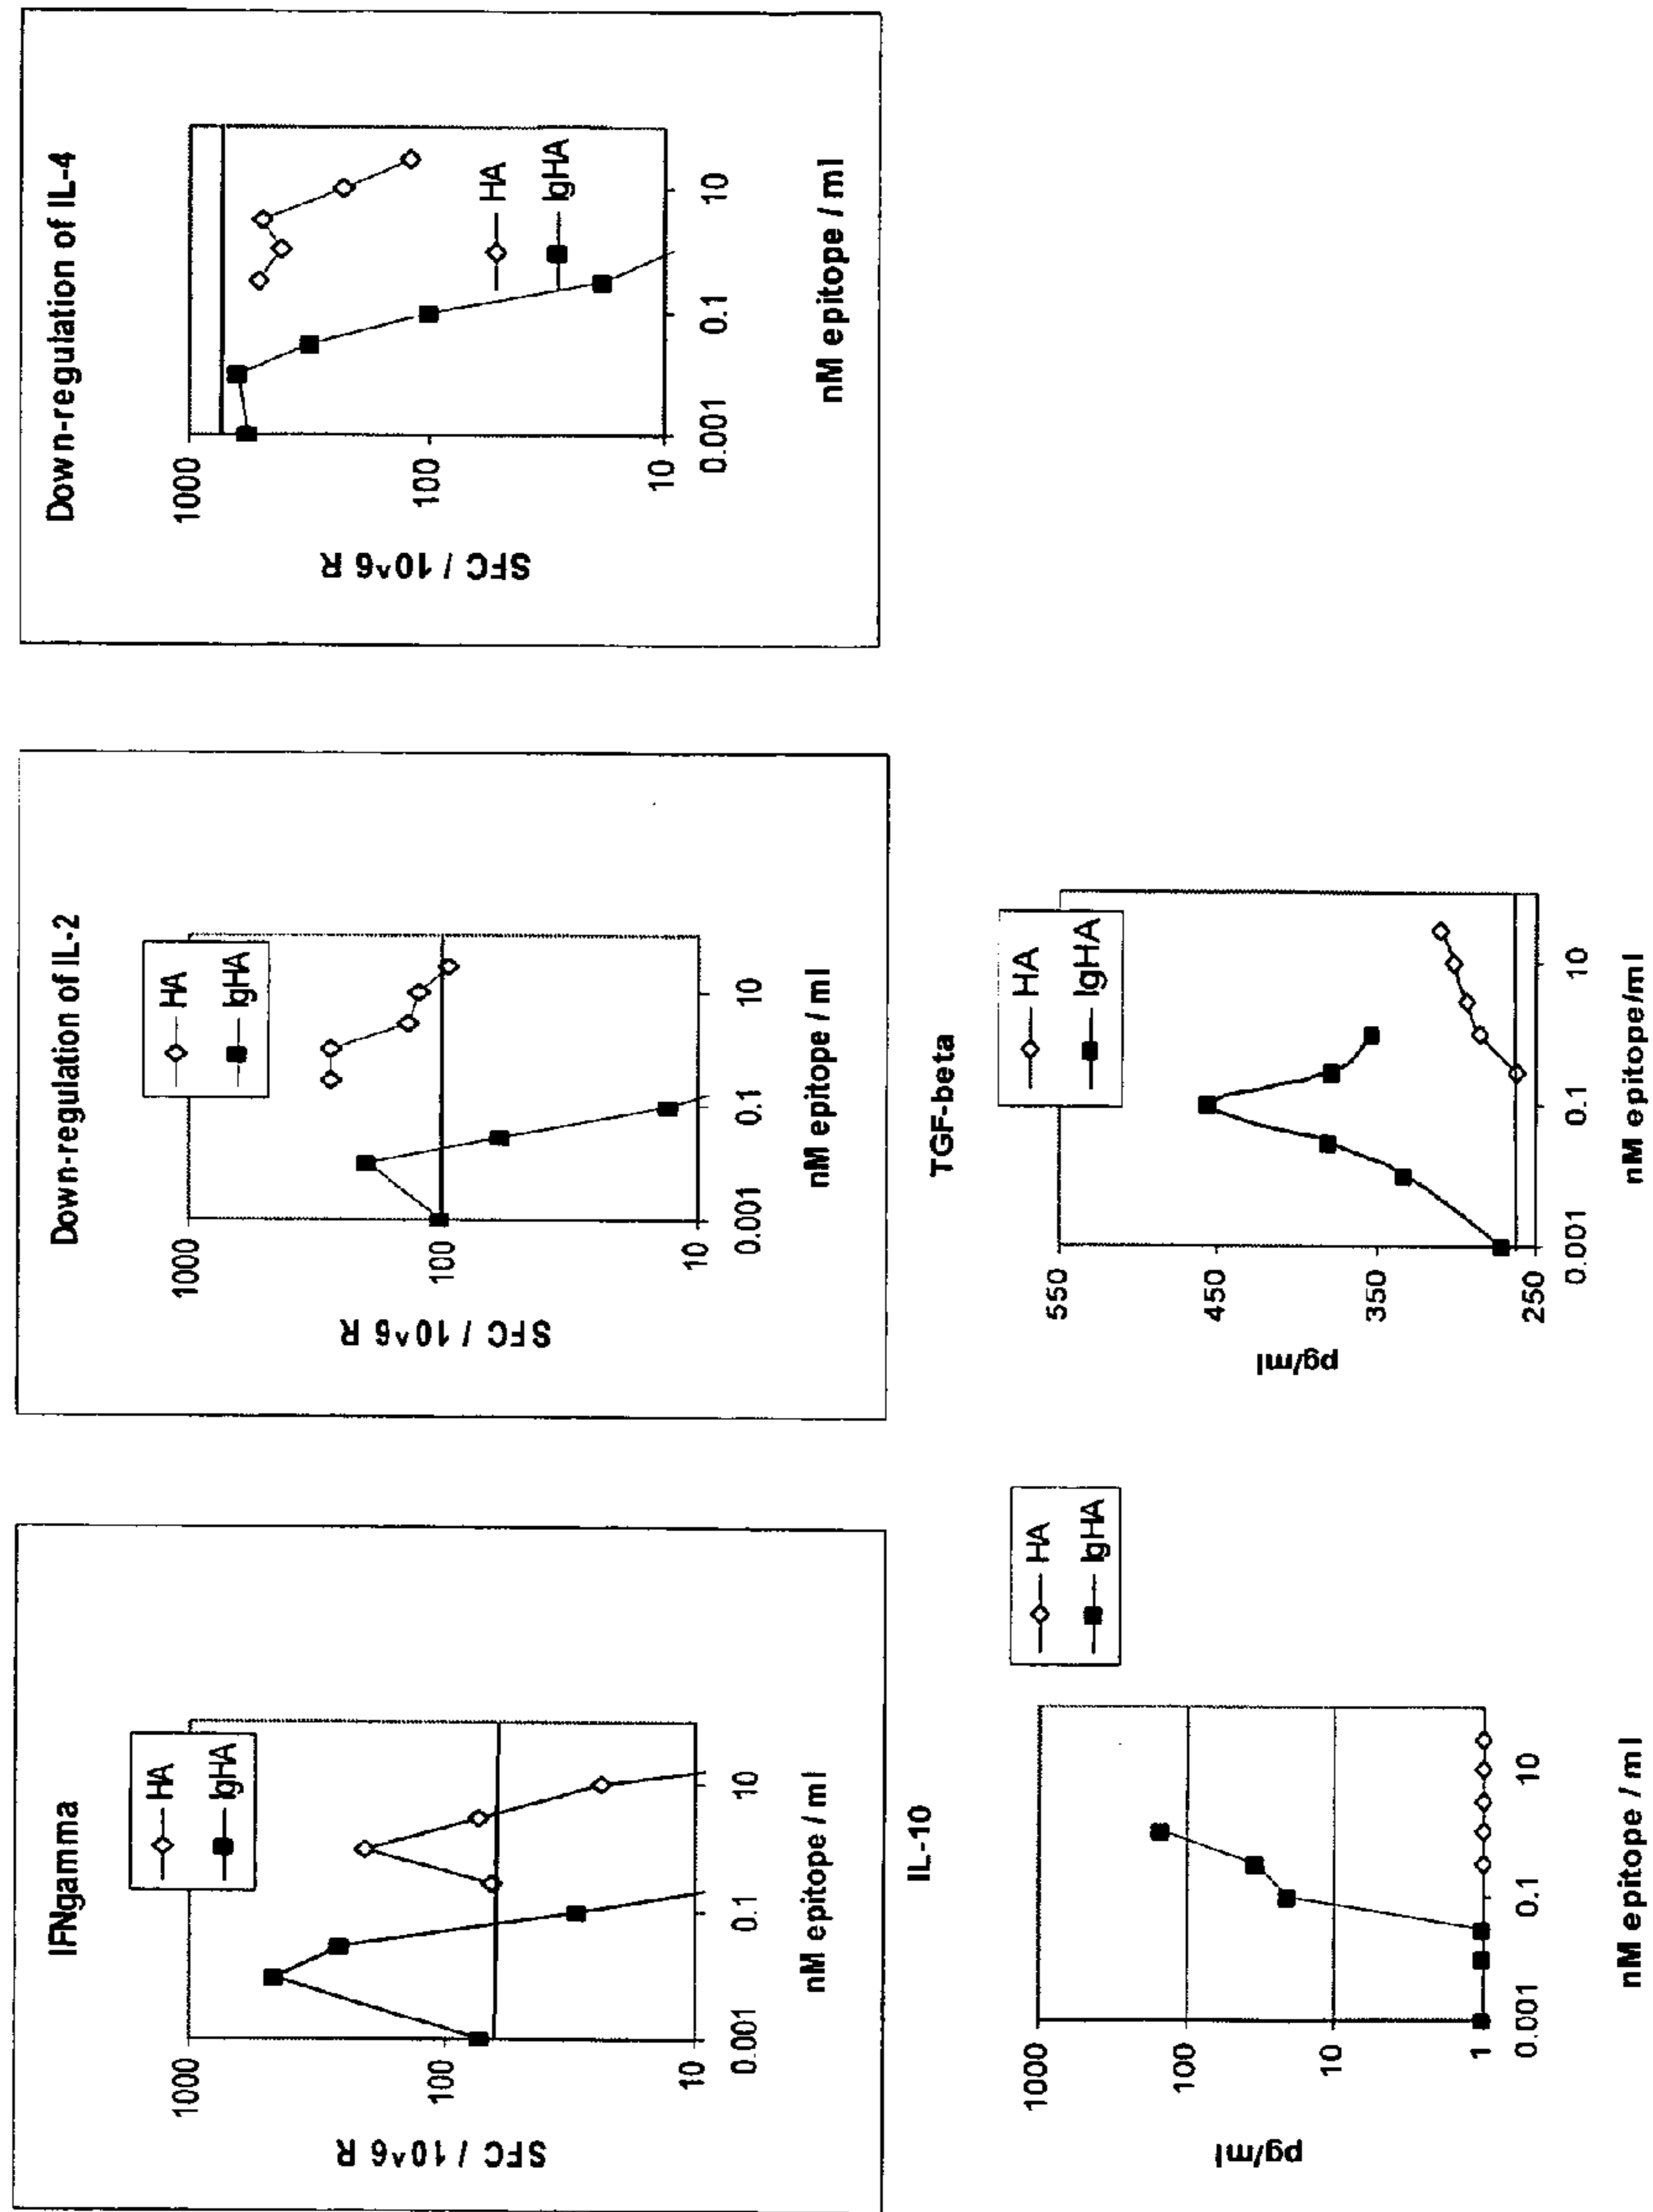 IFNgamma
HA
IgHA
1000
100
10
SFC / 10^6 R
0.001
0.1
10
nM epitope / ml
Down-regulation of IL-2
HA
IgHA
1000
100
10
SFC / 10^6 R
0.001
0.1
10
nM epitope / ml
Down-regulation of IL-4
1000
100
10
SFC / 10^6 R
HA
IgHA
0.001
0.1
10
nM epitope / ml
IL-10
HA
IgHA
1000
100
10
1
pg/ml
0.001
0.1
10
nM epitope / ml
TGF-beta
HA
IgHA
550
450
350
250
pg/ml
0.001
0.1
10
nM epitope/ml